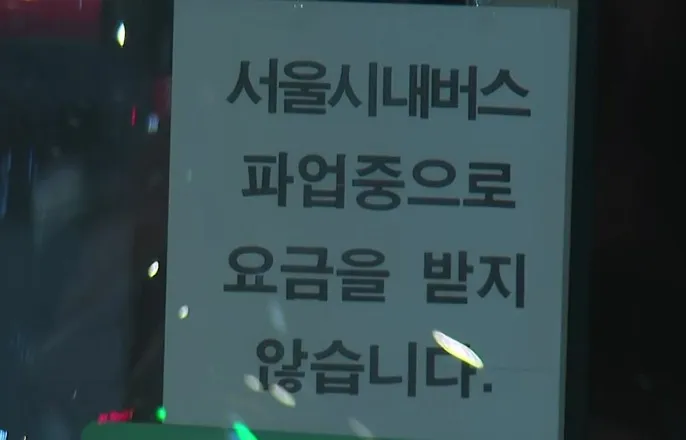 서울시내버스
파업중으로
요금을 받지
않습니다.